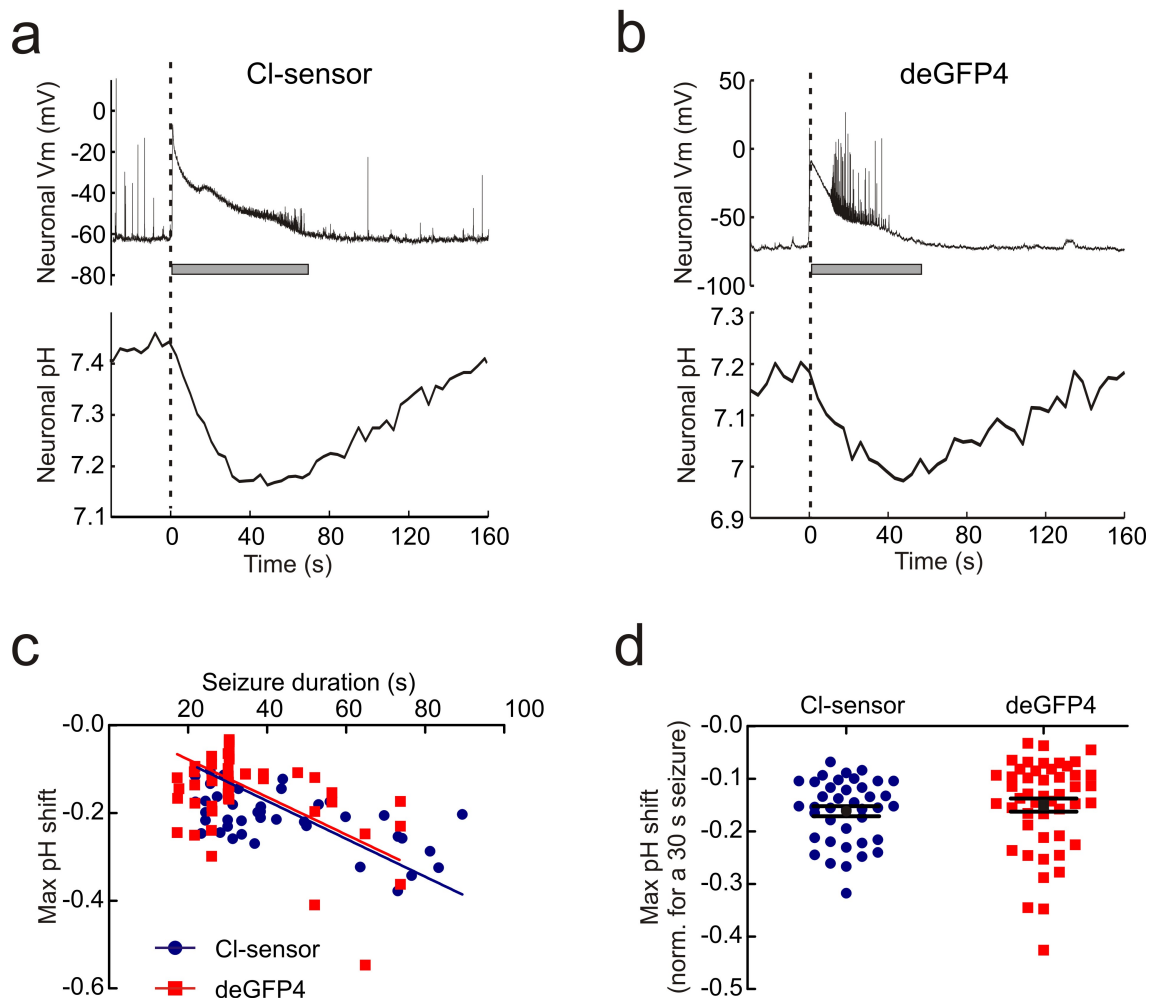 a
Cl-sensor
Neuronal Vm (mV)
0
-20
-40
-60
-80
Neuronal pH
7.4
7.3
7.2
7.1
0 40 80 120 160
Time (s)
b
deGFP4
Neuronal Vm (mV)
50
0
-50
-100
Neuronal pH
7.3
7.2
7.1
7
6.9
0 40 80 120 160
Time (s)
c
Seizure duration (s)
20 40 60 80 100
Max pH shift
-0.0
-0.2
-0.4
-0.6
Cl-sensor
deGFP4
d
Cl-sensor deGFP4
Max pH shift
(norm. for a 30 s seizure)
-0.0
-0.1
-0.2
-0.3
-0.4
-0.5